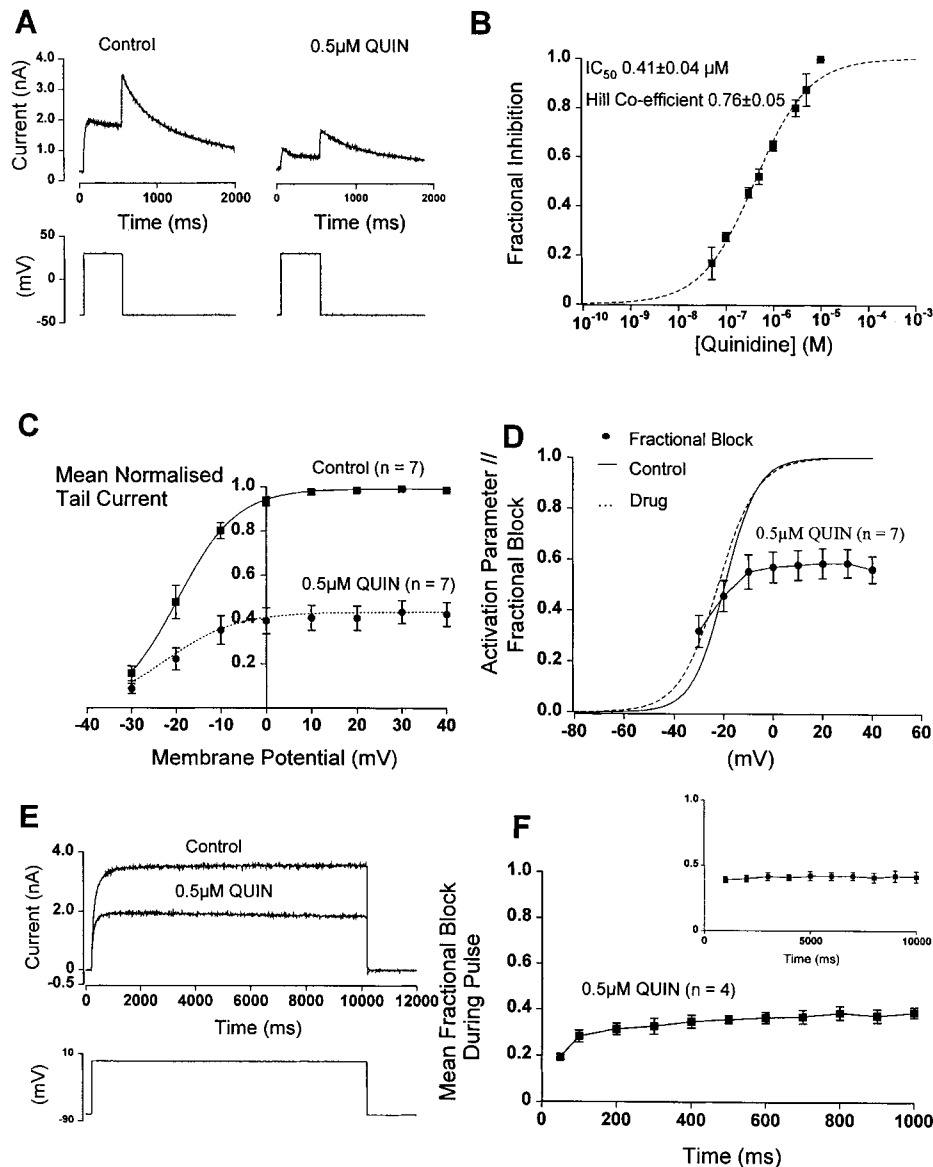 A
Control
0.5µM QUIN
Current (nA)
4.0
3.0
2.0
1.0
0
0
1000
2000
0
1000
2000
Time (ms)
Time (ms)
(mV)
50
0
-50
B
IC50 0.41±0.04 µM
Hill Co-efficient 0.76±0.05
Fractional Inhibition
1.0
0.8
0.6
0.4
0.2
0
10-10
10-9
10-8
10-7
10-6
10-5
10-4
10-3
[Quinidine] (M)
C
Mean Normalised
Tail Current
Control (n = 7)
0.5µM QUIN (n = 7)
1.0
0.8
0.6
0.4
0.2
-40
-30
-20
-10
0
10
20
30
40
Membrane Potential (mV)
D
Fractional Block
Control
Drug
0.5µM QUIN (n = 7)
Activation Parameter //
Fractional Block
1.0
0.8
0.6
0.4
0.2
0.0
-80
-60
-40
-20
0
20
40
60
(mV)
E
Control
0.5µM QUIN
Current (nA)
4.0
2.0
0
-0.5
0
2000
4000
6000
8000
10000
12000
Time (ms)
(mV)
10
-90
F
1.0
0.5
0
0
5000
10000
Time (ms)
0.5µM QUIN (n = 4)
Mean Fractional Block
During Pulse
1.0
0.8
0.6
0.4
0.2
0
0
200
400
600
800
1000
Time (ms)